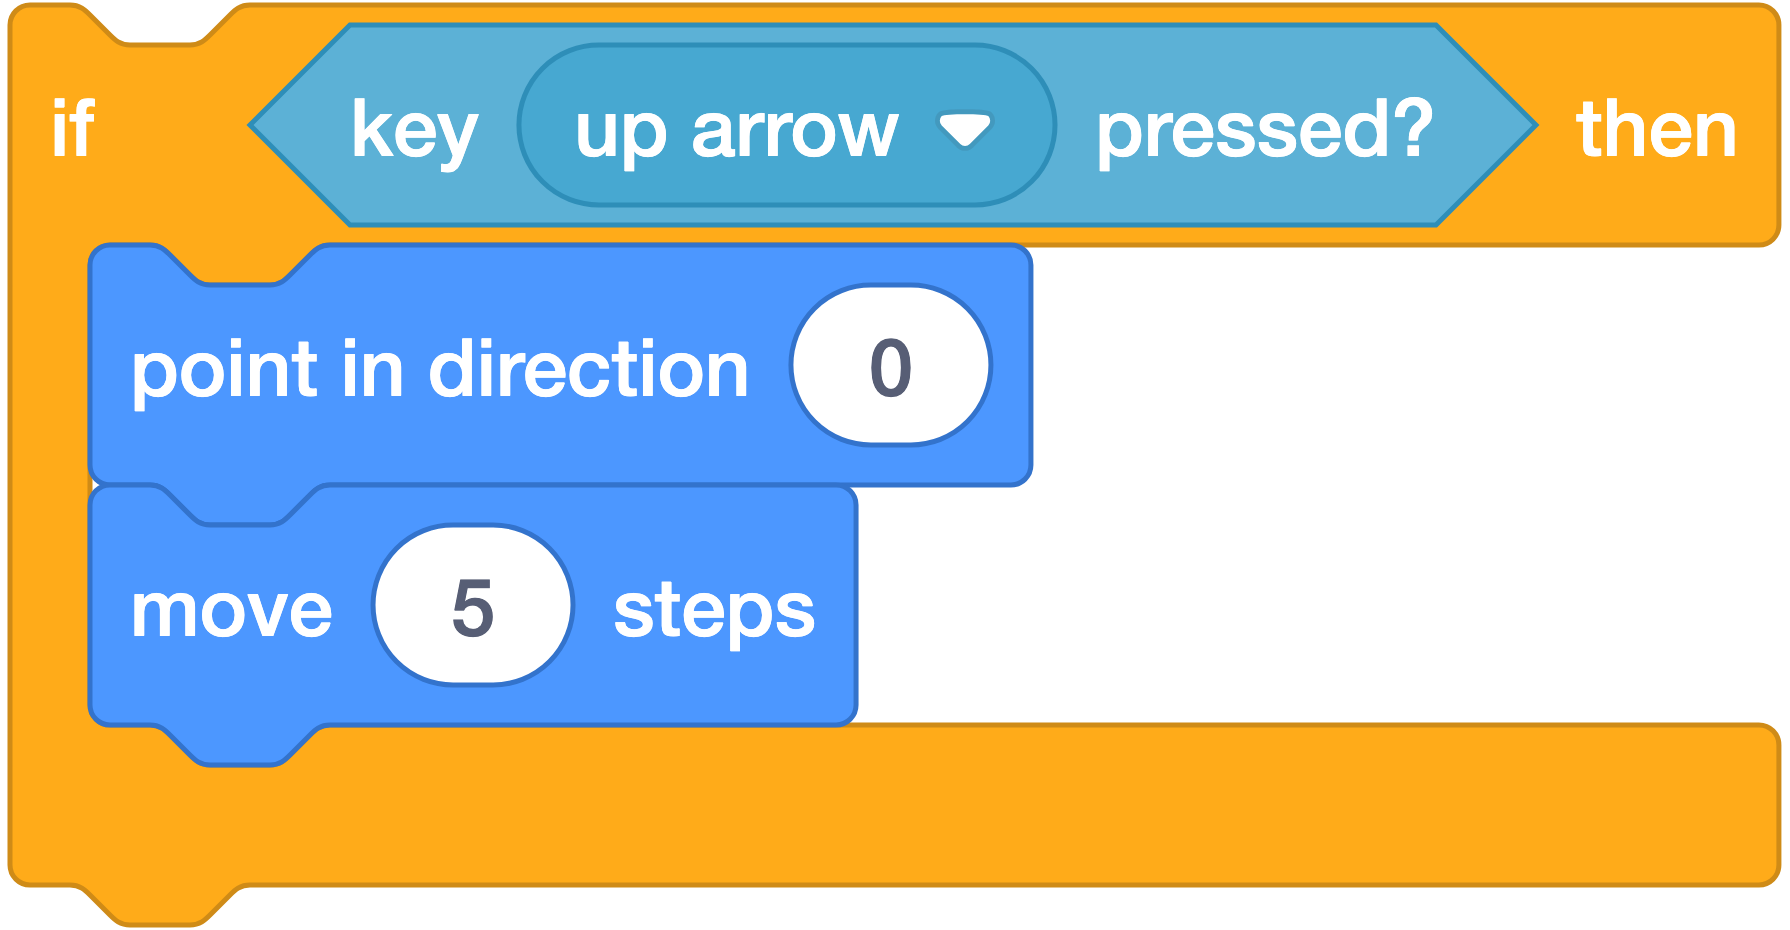 if key up arrow pressed? then
point in direction 0
move 5 steps